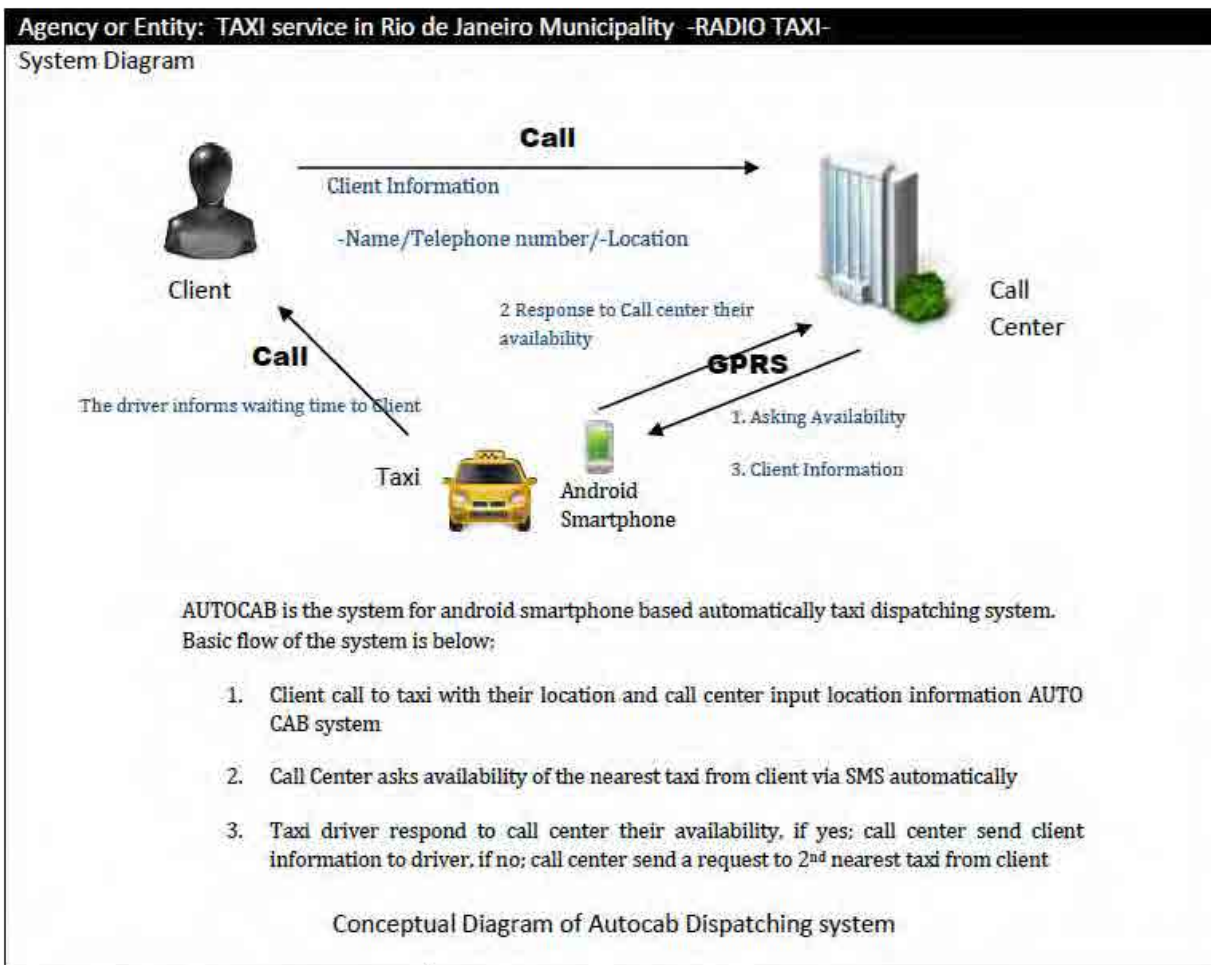 Agency or Entity: TAXI service in Rio de Janeiro Municipality -RADIO TAXI-
System Diagram
Call
Client Information
-Name/Telephone number/-Location
Client
Call
Center
2 Response to Call center their
availability
GPRS
Call
The driver informs waiting time to Client
1. Asking Availability
3. Client Information
Taxi
Android
Smartphone
AUTOCAB is the system for android smartphone based automatically taxi dispatching system.
Basic flow of the system is below;
1. Client call to taxi with their location and call center input location information AUTO
CAB system
2. Call Center asks availability of the nearest taxi from client via SMS automatically
3. Taxi driver respond to call center their availability, if yes; call center send client
information to driver, if no; call center send a request to 2nd nearest taxi from client
Conceptual Diagram of Autocab Dispatching system